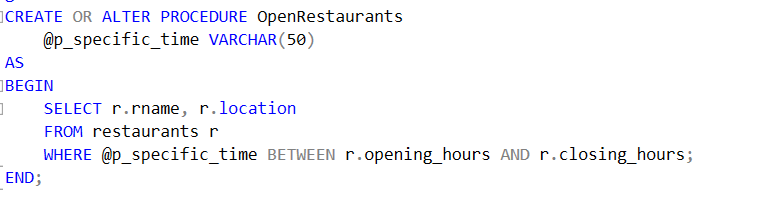 CREATE OR ALTER PROCEDURE OpenRestaurants
    @p_specific_time VARCHAR(50)
AS
BEGIN
    SELECT r.rname, r.location
    FROM restaurants r
    WHERE @p_specific_time BETWEEN r.opening_hours AND r.closing_hours;
END;